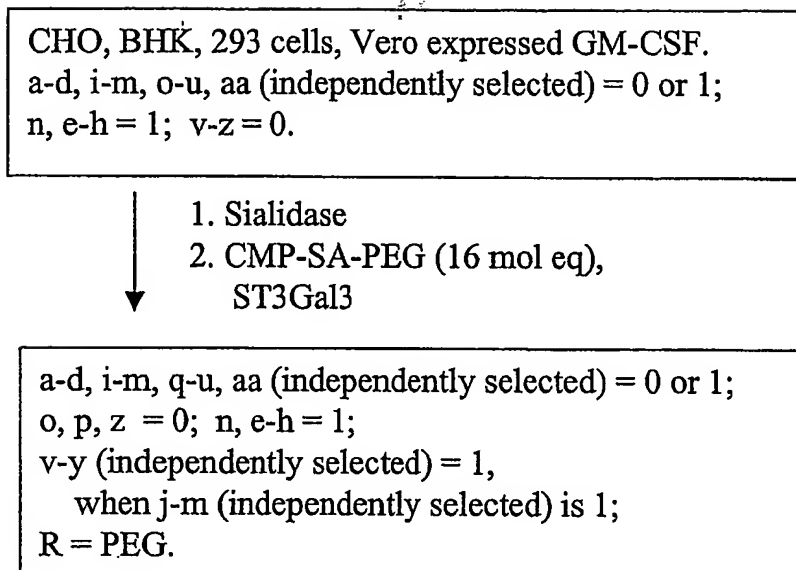 CHO, BHK, 293 cells, Vero expressed GM-CSF.
a-d, i-m, o-u, aa (independently selected) = 0 or 1;
n, e-h = 1; v-z = 0.
1. Sialidase
2. CMP-SA-PEG (16 mol eq),
ST3Gal3
a-d, i-m, q-u, aa (independently selected) = 0 or 1;
o, p, z = 0; n, e-h = 1;
v-y (independently selected) = 1,
when j-m (independently selected) is 1;
R = PEG.